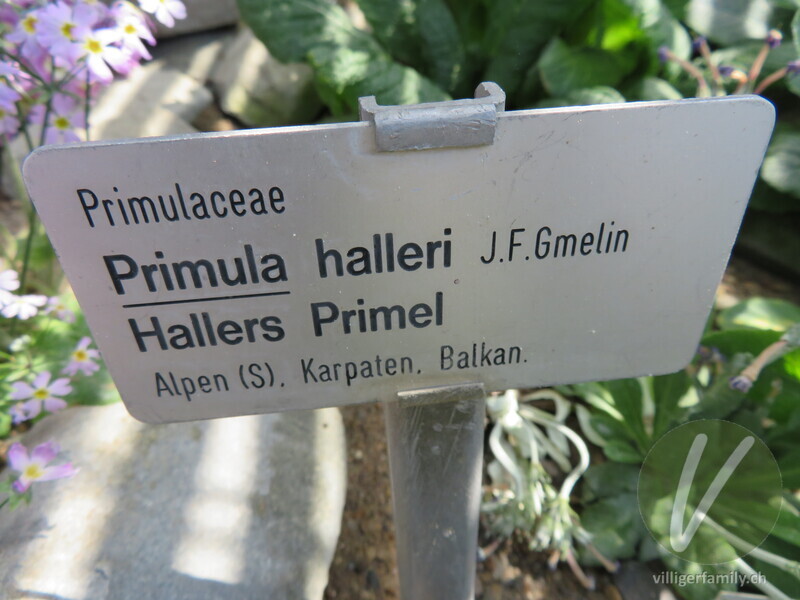 Primulaceae
Primula halleri J.F.Gmelin
Hallers Primel
Alpen (S), Karpaten, Balkan.
V
villigerfamily.ch